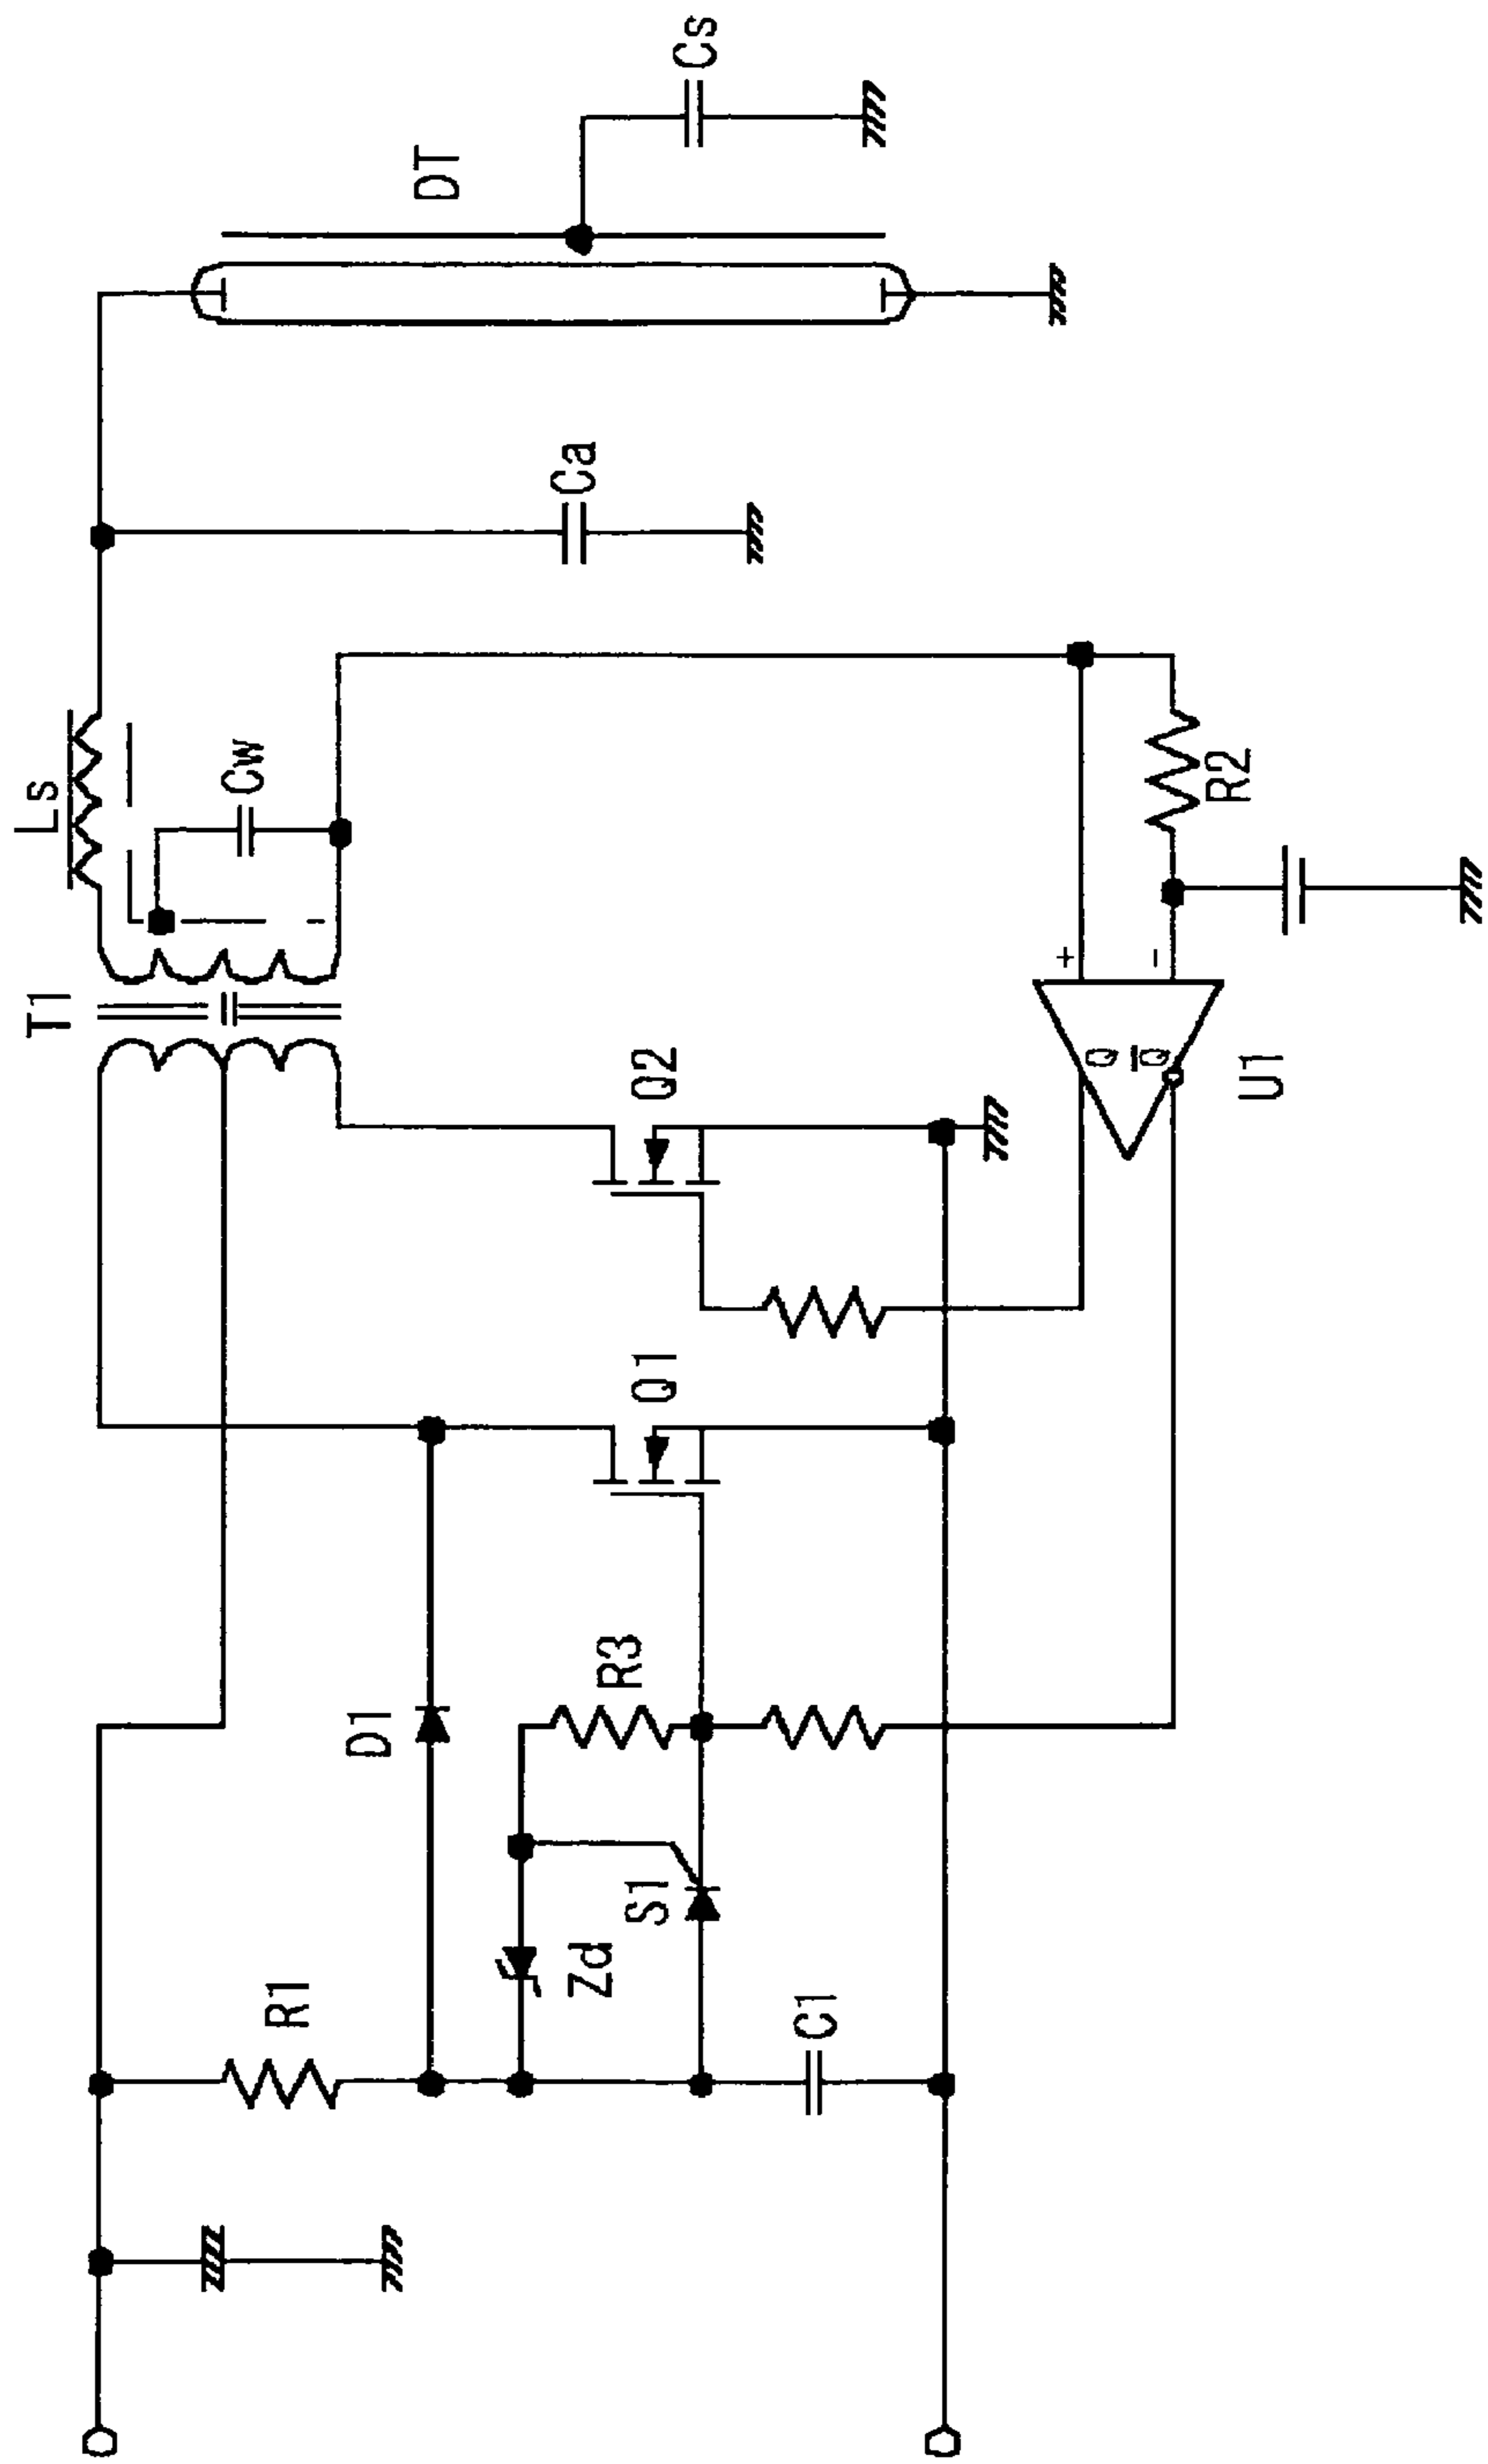 T1
Ls
Cw
Ca
DT
Cs
R1
D1
Zd
S1
R3
C1
Q1
Q2
+
-
Q
Q̅
U1
R2